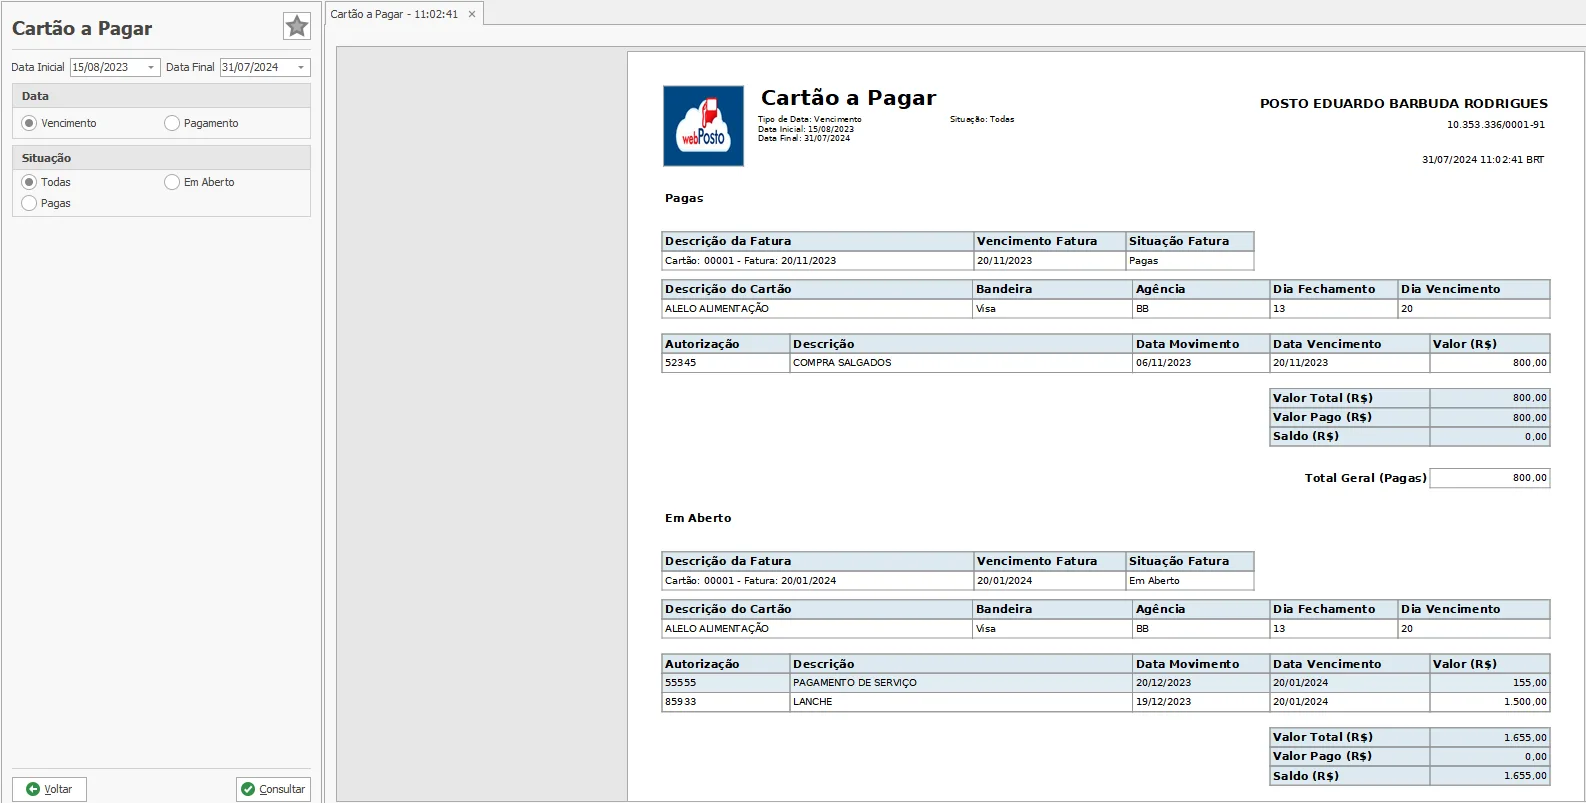 Cartão a Pagar
Data Inicial 15/08/2023 Data Final 31/07/2024
Data
Vencimento Pagamento
Situação
Todas Em Aberto
Pagas
Voltar Consultar
Cartão a Pagar - 11:02:41
webPosto
Cartão a Pagar
Tipo de Data: Vencimento Situação: Todas
Data Inicial: 15/08/2023
Data Final: 31/07/2024
POSTO EDUARDO BARBUDA RODRIGUES
10.353.336/0001-91
31/07/2024 11:02:41 BRT
Pagas
Descrição da Fatura Vencimento Fatura Situação Fatura
Cartão: 00001 - Fatura: 20/11/2023 20/11/2023 Pagas
Descrição do Cartão Bandeira Agência Dia Fechamento Dia Vencimento
ALELO ALIMENTAÇÃO Visa BB 13 20
Autorização Descrição Data Movimento Data Vencimento Valor (R$)
52345 COMPRA SALGADOS 06/11/2023 20/11/2023 800,00
Valor Total (R$) 800,00
Valor Pago (R$) 800,00
Saldo (R$) 0,00
Total Geral (Pagas) 800,00
Em Aberto
Descrição da Fatura Vencimento Fatura Situação Fatura
Cartão: 00001 - Fatura: 20/01/2024 20/01/2024 Em Aberto
Descrição do Cartão Bandeira Agência Dia Fechamento Dia Vencimento
ALELO ALIMENTAÇÃO Visa BB 13 20
Autorização Descrição Data Movimento Data Vencimento Valor (R$)
55555 PAGAMENTO DE SERVIÇO 20/12/2023 20/01/2024 155,00
85933 LANCHE 19/12/2023 20/01/2024 1.500,00
Valor Total (R$) 1.655,00
Valor Pago (R$) 0,00
Saldo (R$) 1.655,00